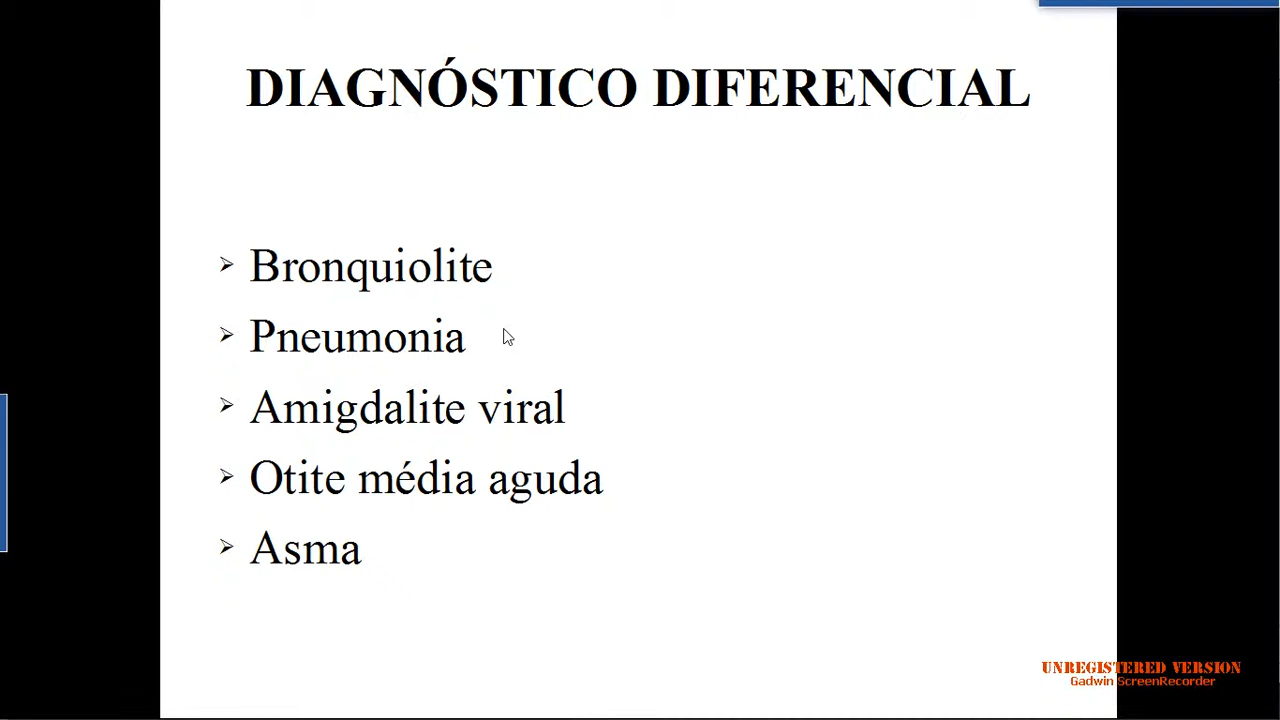 DIAGNÓSTICO DIFERENCIAL
Bronquiolite
Pneumonia
Amigdalite viral
Otite média aguda
Asma
UNREGISTERED VERSION
Gadwin ScreenRecorder